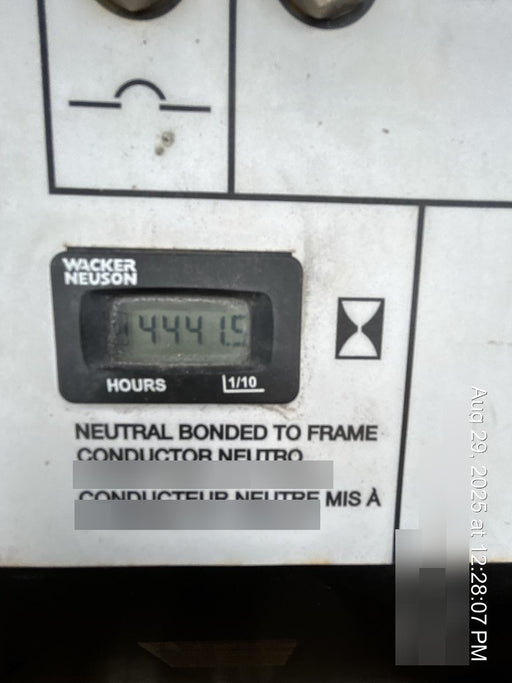 WACKER
NEUSON
4441.5
HOURS 1/10
NEUTRAL BONDED TO FRAME
CONDUCTOR NEUTRO
CONDUCTEUR NEUTRE MIS À
Aug 29, 2025 at 12:28:07 PM